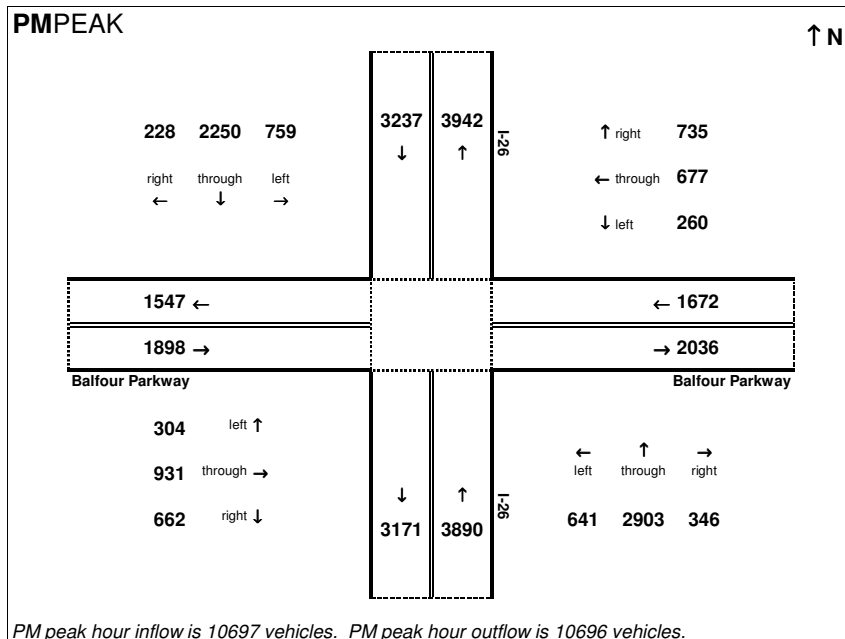 PMPEAK
↑ N
228 2250 759
right through left
← ↓ →
3237 3942
↓ ↑
I-26
↑ right 735
← through 677
↓ left 260
1547 ←
1898 →
← 1672
→ 2036
Balfour Parkway
Balfour Parkway
304 left ↑
931 through →
662 right ↓
↓ ↑
3171 3890
I-26
← ↑ →
left through right
641 2903 346
PM peak hour inflow is 10697 vehicles. PM peak hour outflow is 10696 vehicles.